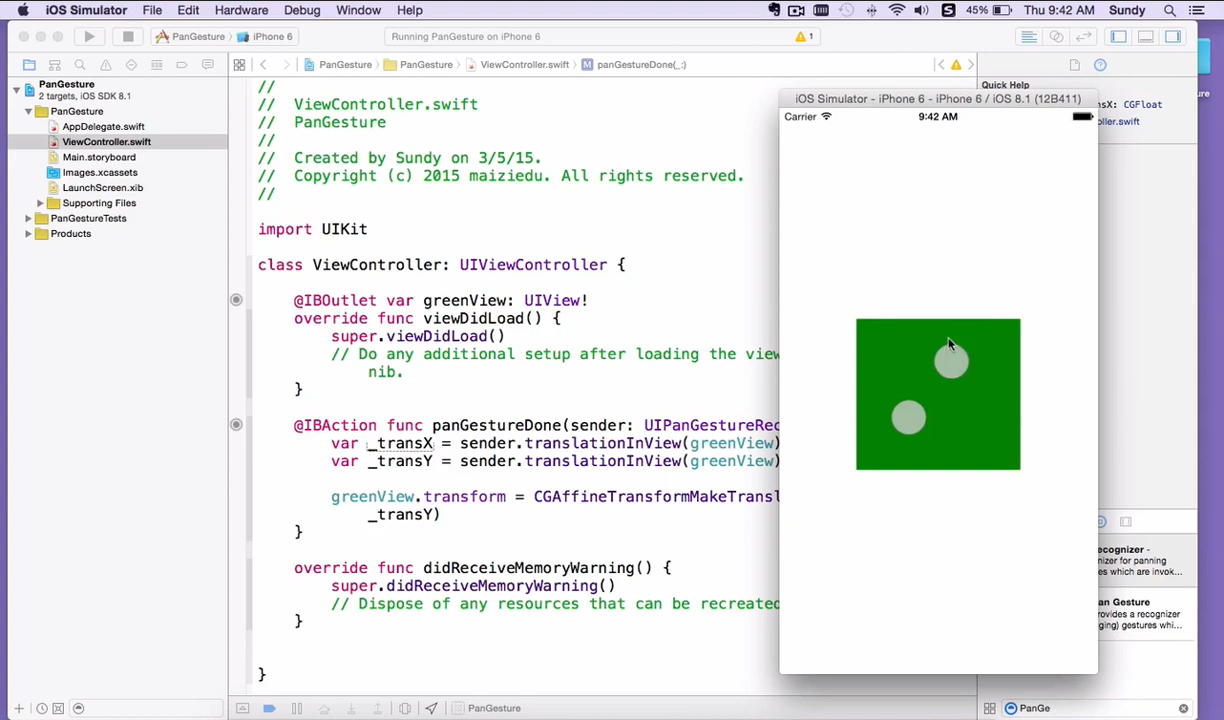 iOS Simulator File Edit Hardware Debug Window Help 45% Thu 9:42 AM Sundy
PanGesture iPhone 6 Running PanGesture on iPhone 6 1
PanGesture PanGesture ViewController.swift panGestureDone(_:)
PanGesture
2 targets, iOS SDK 8.1
PanGesture
AppDelegate.swift
ViewController.swift
Main.storyboard
Images.xcassets
LaunchScreen.xib
Supporting Files
PanGestureTests
Products
//
// ViewController.swift
// PanGesture
//
// Created by Sundy on 3/5/15.
// Copyright (c) 2015 maiziedu. All rights reserved.
//
import UIKit
class ViewController: UIViewController {
@IBOutlet var greenView: UIView!
override func viewDidLoad() {
super.viewDidLoad()
// Do any additional setup after loading the view
nib.
}
@IBAction func panGestureDone(sender: UIPanGestureRec
var _transX = sender.translationInView(greenView)
var _transY = sender.translationInView(greenView)
greenView.transform = CGAffineTransformMakeTransl
_transY)
}
override func didReceiveMemoryWarning() {
super.didReceiveMemoryWarning()
// Dispose of any resources that can be recreated
}
}
PanGesture
iOS Simulator - iPhone 6 - iPhone 6 / iOS 8.1 (12B411)
Carrier 9:42 AM
Quick Help
nsX: CGFloat
oller.swift
ecognizer -
nizer for panning
es which are invok...
an Gesture
rovides a recognizer
ging) gestures whi...
PanGe